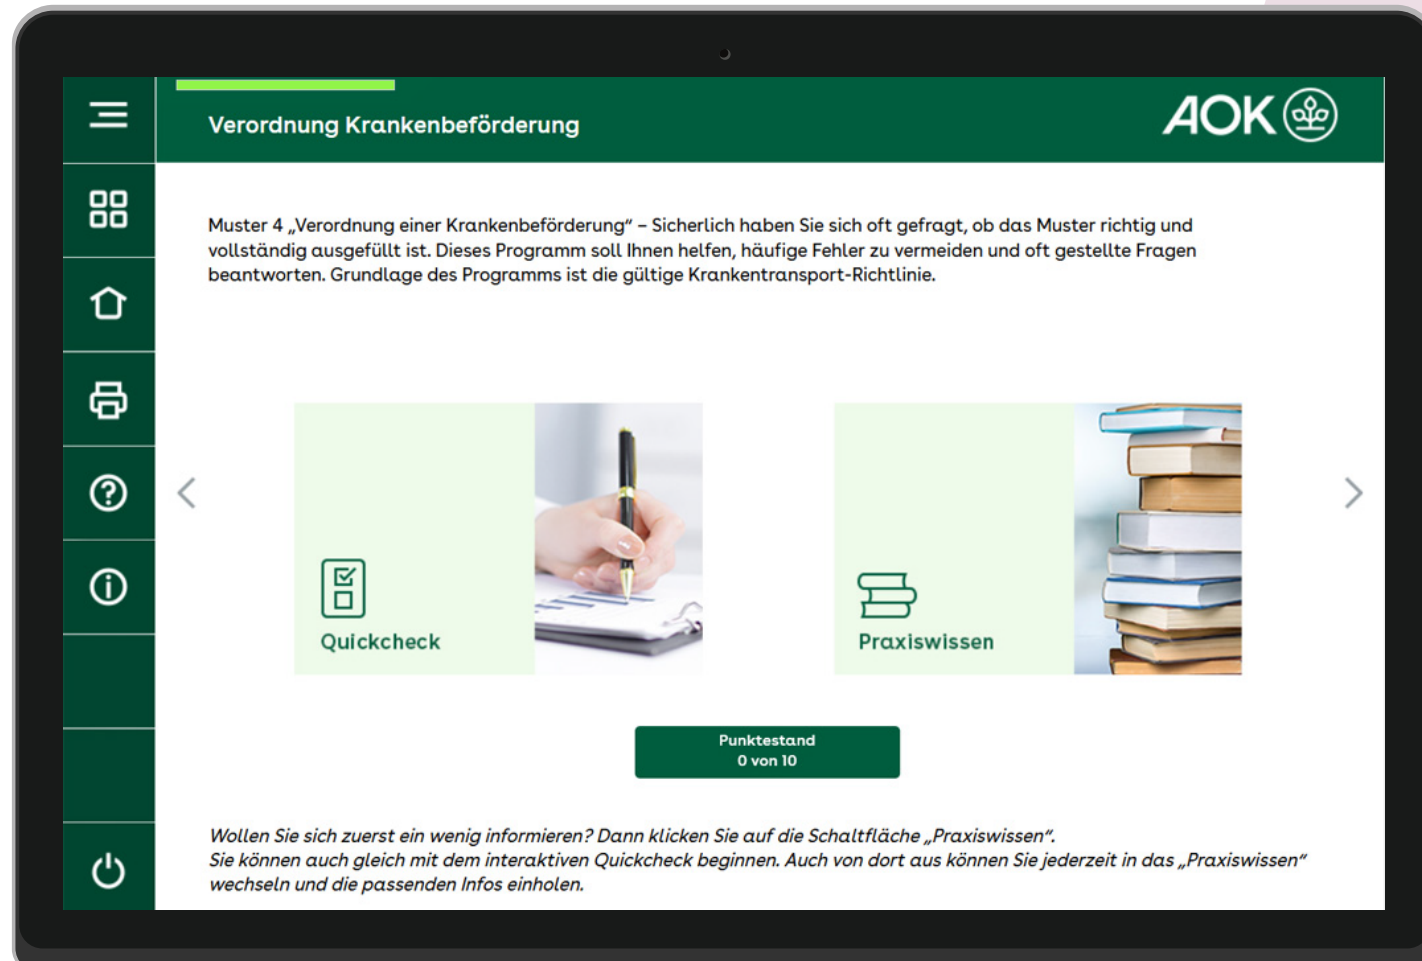 Verordnung Krankenbeförderung
AOK
Muster 4 „Verordnung einer Krankenbeförderung“ – Sicherlich haben Sie sich oft gefragt, ob das Muster richtig und
vollständig ausgefüllt ist. Dieses Programm soll Ihnen helfen, häufige Fehler zu vermeiden und oft gestellte Fragen
beantworten. Grundlage des Programms ist die gültige Krankentransport-Richtlinie.
Quickcheck
Praxiswissen
Punktestand
0 von 10
Wollen Sie sich zuerst ein wenig informieren? Dann klicken Sie auf die Schaltfläche „Praxiswissen“.
Sie können auch gleich mit dem interaktiven Quickcheck beginnen. Auch von dort aus können Sie jederzeit in das „Praxiswissen“
wechseln und die passenden Infos einholen.